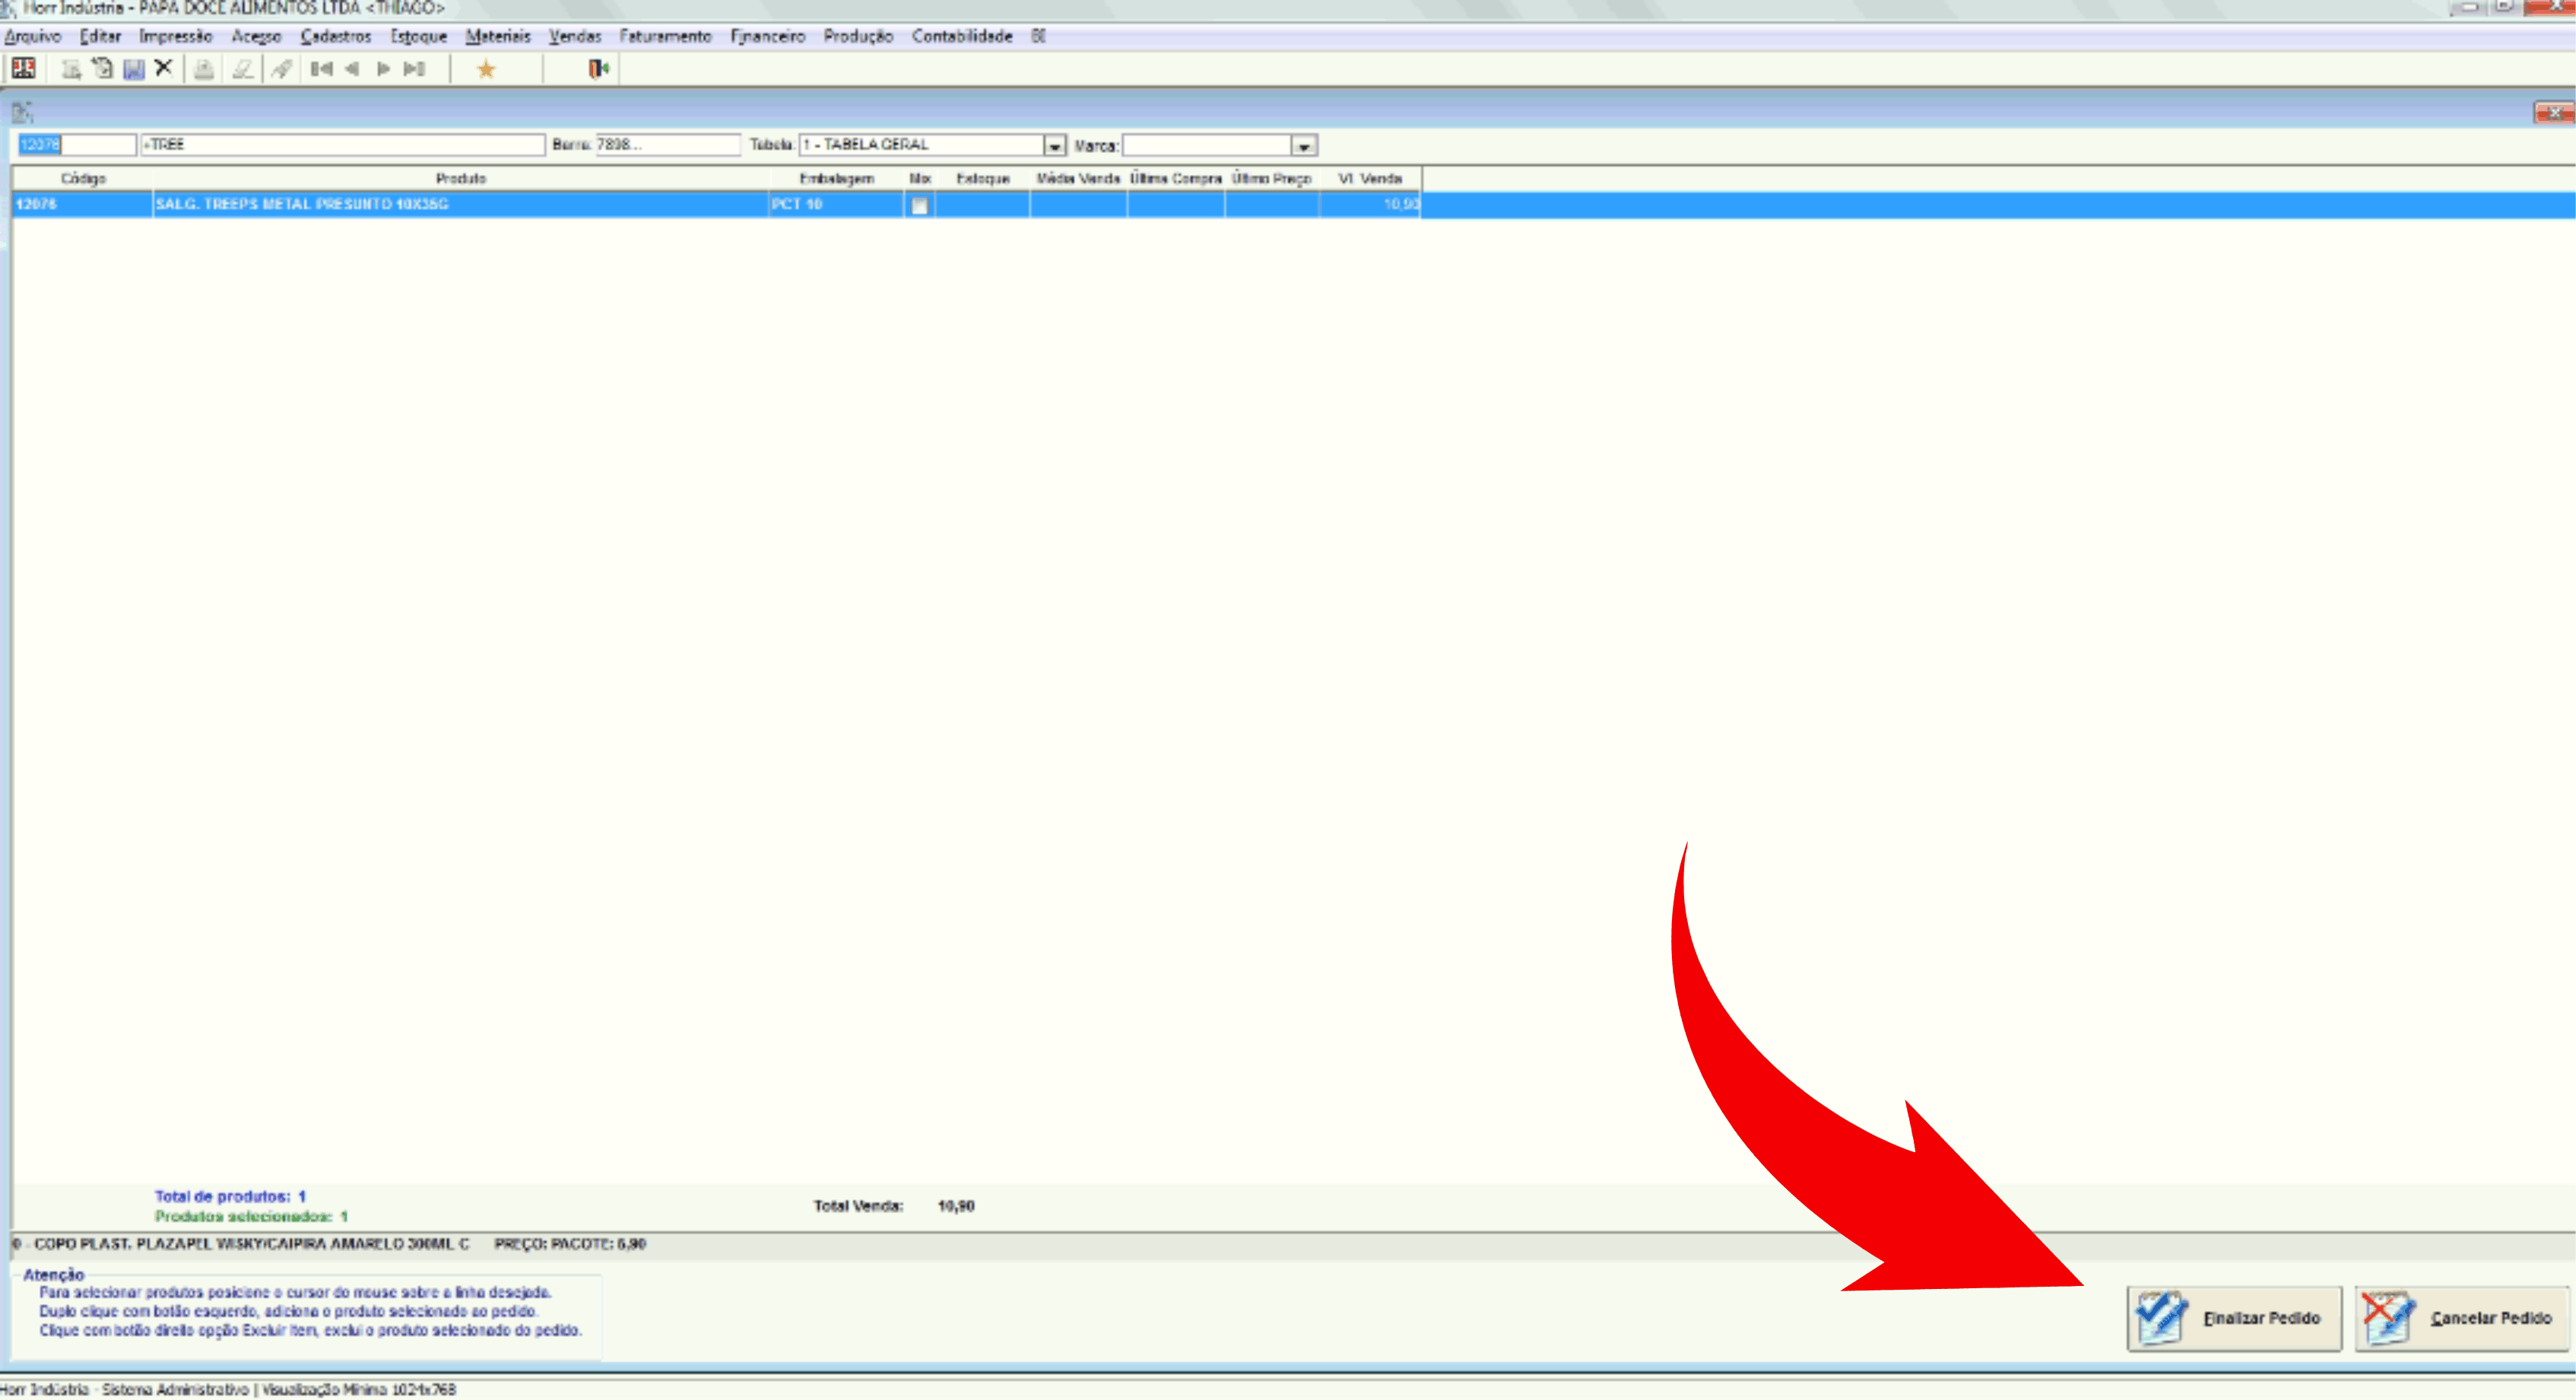 Horr Indústria - PAPA DOCE ALIMENTOS LTDA <THIAGO>
Arquivo Editar Impressão Acesso Cadastros Estoque Materiais Vendas Faturamento Financeiro Produção Contabilidade BI
12076 +TREE Barra: 7898... Tabela: 1 - TABELA GERAL Marca:
Código Produto Embalagem Mix Estoque Média Venda Última Compra Último Preço Vl. Venda
12076 SALG. TREEPS METAL PRESUNTO 10X35G PCT 10 10,90
Total de produtos: 1
Produtos selecionados: 1
Total Venda: 10,90
0 - COPO PLAST. PLAZAPEL WISKY/CAIPIRA AMARELO 300ML C PREÇO: PACOTE: 6,90
Atenção
Para selecionar produtos posicione o cursor do mouse sobre a linha desejada.
Duplo clique com botão esquerdo, adiciona o produto selecionado ao pedido.
Clique com botão direito opção Excluir Item, exclui o produto selecionado do pedido.
Finalizar Pedido
Cancelar Pedido
Horr Indústria - Sistema Administrativo | Visualização Mínima 1024x768